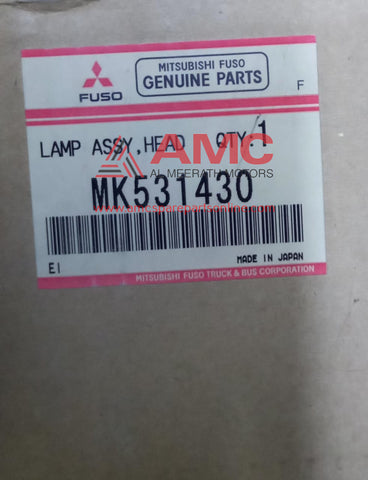 MITSUBISHI FUSO
GENUINE PARTS
FUSO
F
LAMP ASSY,HEAD QTY.1
AMC
AL MEERATH MOTORS
MK531430
EI
MADE IN JAPAN
MITSUBISHI FUSO TRUCK & BUS CORPORATION